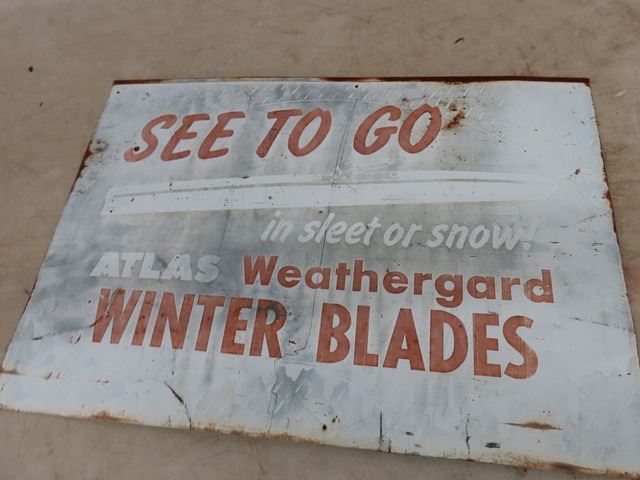 SEE TO GO
in sleet or snow!
ATLAS Weathergard
WINTER BLADES